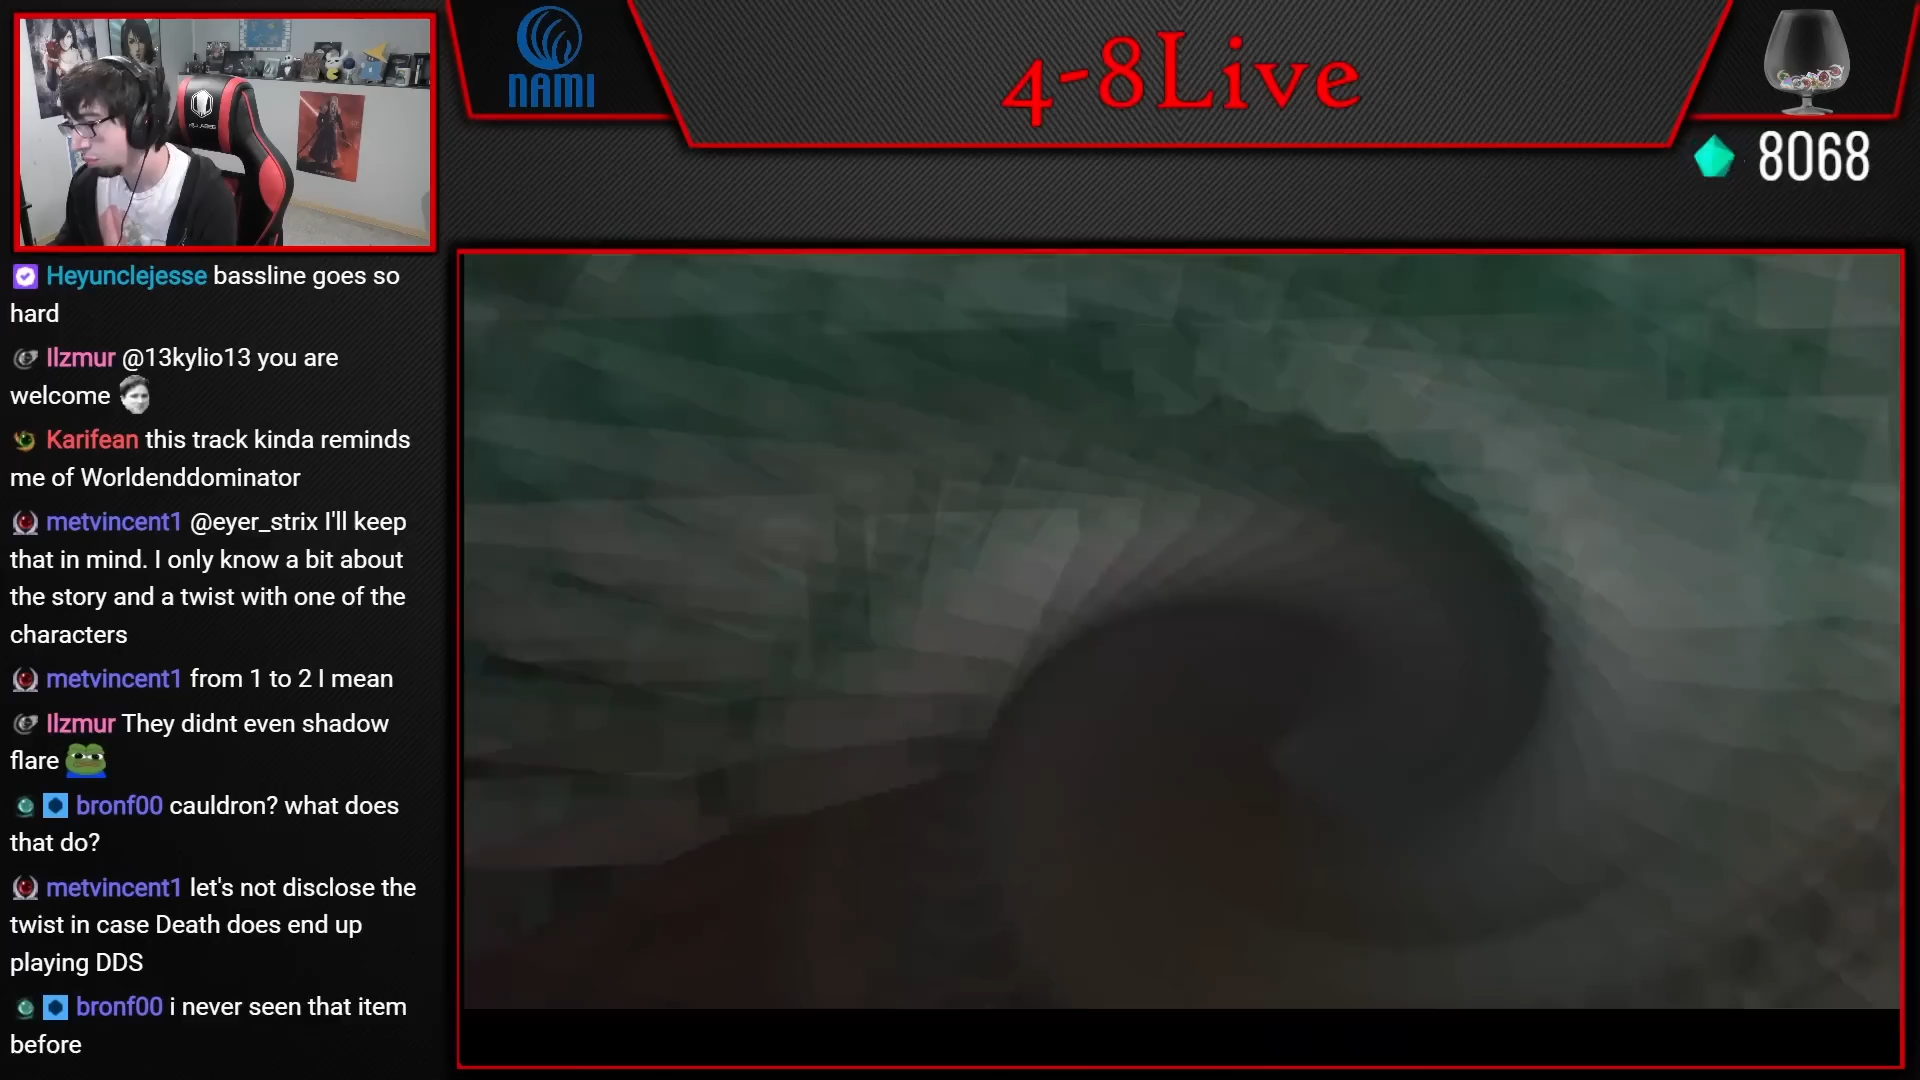 NAMI
4-8Live
8068
Heyunclejesse bassline goes so
hard
Ilzmur @13kylio13 you are
welcome
Karifean this track kinda reminds
me of Worldenddominator
metvincent1 @eyer_strix I'll keep
that in mind. I only know a bit about
the story and a twist with one of the
characters
metvincent1 from 1 to 2 I mean
Ilzmur They didnt even shadow
flare
bronf00 cauldron? what does
that do?
metvincent1 let's not disclose the
twist in case Death does end up
playing DDS
bronf00 i never seen that item
before